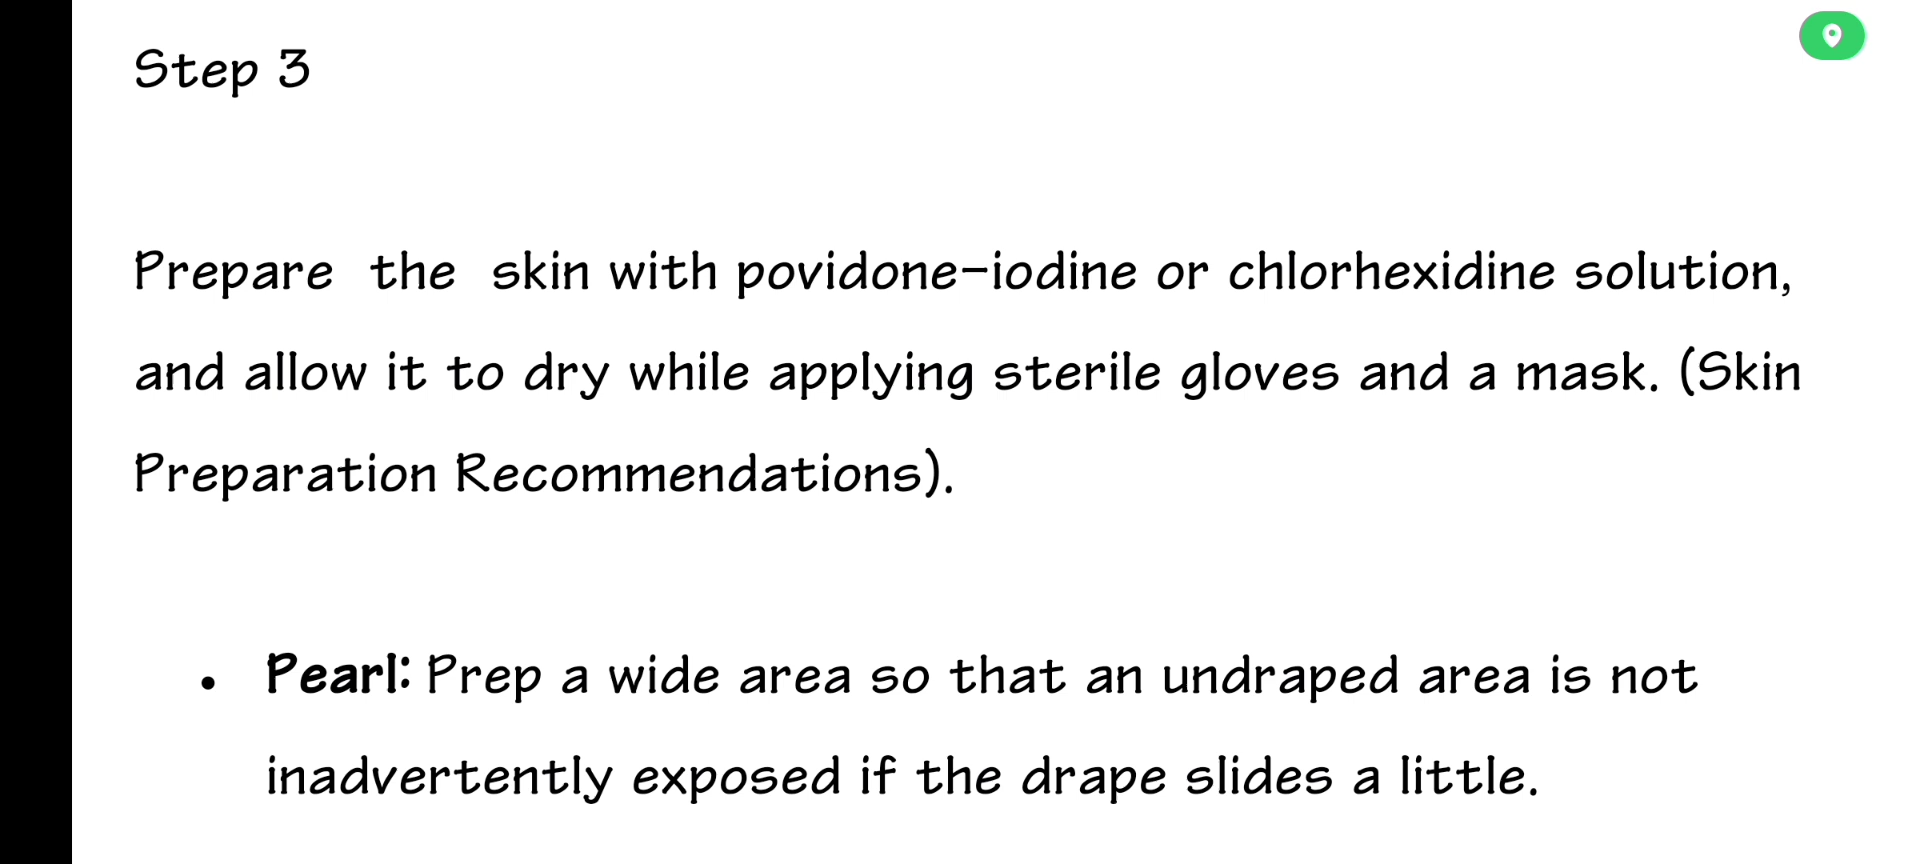 Step 3
Prepare the skin with povidone-iodine or chlorhexidine solution,
and allow it to dry while applying sterile gloves and a mask. (Skin
Preparation Recommendations).
• Pearl: Prep a wide area so that an undraped area is not
inadvertently exposed if the drape slides a little.